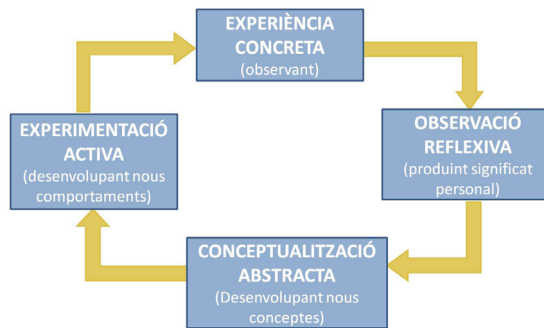 EXPERIÈNCIA
CONCRETA
(observant)
OBSERVACIÓ
REFLEXIVA
(produint significat
personal)
CONCEPTUALITZACIÓ
ABSTRACTA
(Desenvolupant nous
conceptes)
EXPERIMENTACIÓ
ACTIVA
(desenvolupant nous
comportaments)